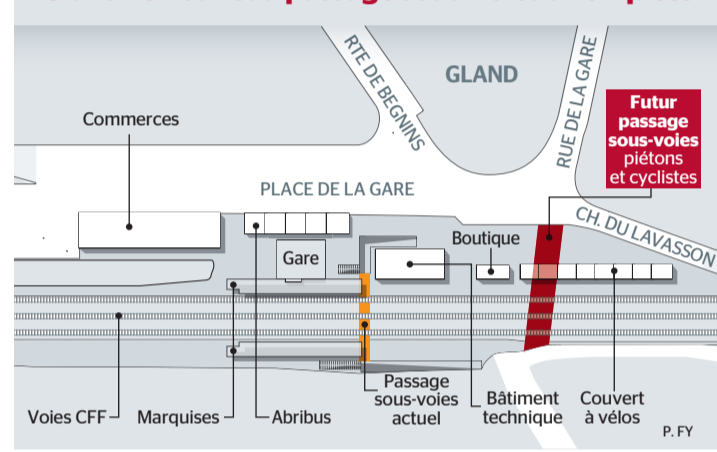 RTE DE BEGNINS
GLAND
RUE DE LA GARE
Futur
passage
sous-voies
piétons
et cyclistes
Commerces
PLACE DE LA GARE
CH. DU LAVASSON
Boutique
Gare
Voies CFF
Marquises
Abribus
Passage
sous-voies
actuel
Bâtiment
technique
Couvert
à vélos
P. FY